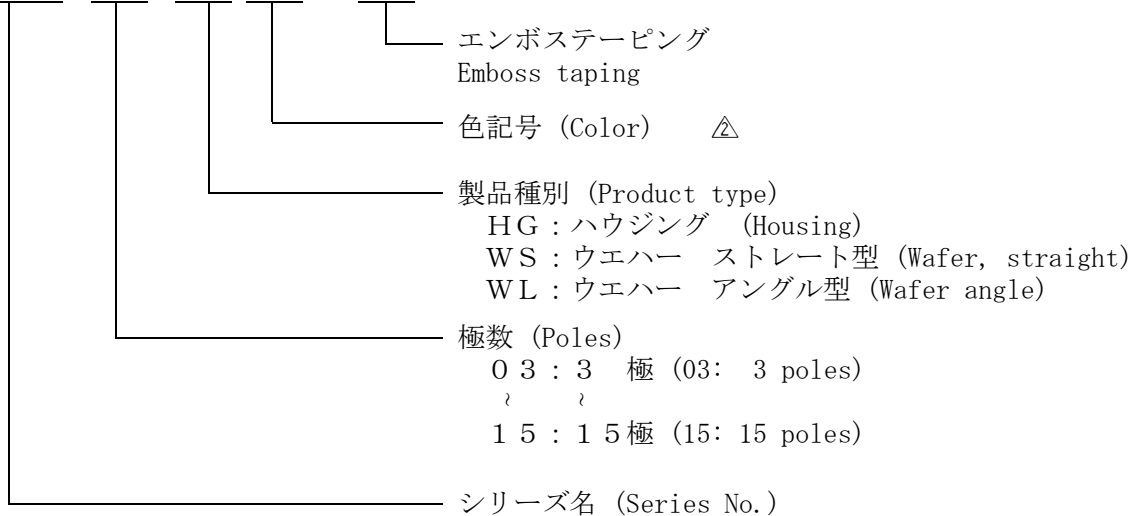 エンボステーピング
Emboss taping
色記号 (Color) 2
製品種別 (Product type)
HG:ハウジング (Housing)
WS:ウエハー ストレート型 (Wafer, straight)
WL:ウエハー アングル型 (Wafer angle)
極数 (Poles)
03:3 極 (03: 3 poles)
~ ~
15:15極 (15: 15 poles)
シリーズ名 (Series No.)